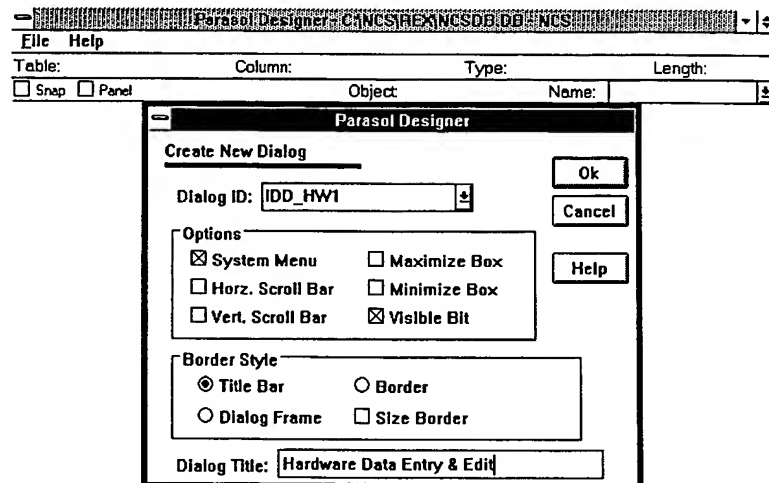 Parasol Designer - C:\NCS\REX\NCSDB.DB - NCS
File Help
Table: Column: Type: Length:
Snap Panel Object: Name:
Parasol Designer
Create New Dialog
Ok
Dialog ID: IDD_HW1
Cancel
Options
System Menu Maximize Box
Help
Horz. Scroll Bar Minimize Box
Vert. Scroll Bar Visible Bit
Border Style
Title Bar Border
Dialog Frame Size Border
Dialog Title: Hardware Data Entry & Edit